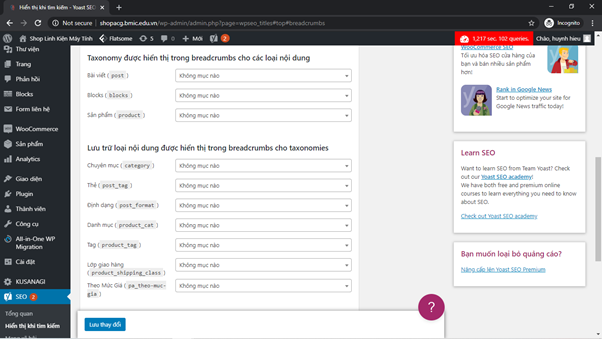 Hiển thị tìm kiếm - Yoast SEO
Not secure | shopacg.bmic.edu.vn/wp-admin/admin.php?page=wpseo_titles#top#breadcrumbs
Incognito
Shop Linh Kiện Máy Tính
Flatsome
5
0
Mới
2
1,217 sec. 102 queries.
Chào, huynh hieu
Thư viện
Trang
Phản hồi
Blocks
Form liên hệ
WooCommerce
Sản phẩm
Analytics
Giao diện
Plugin
Thành viên
Công cụ
All-in-One WP
Migration
Cài đặt
KUSANAGI
SEO 2
Tổng quan
Hiển thị khi tìm kiếm
Taxonomy được hiển thị trong breadcrumbs cho các loại nội dung
Bài viết ( post )
Không mục nào
Blocks ( blocks )
Không mục nào
Sản phẩm ( product )
Không mục nào
Lưu trữ loại nội dung được hiển thị trong breadcrumbs cho taxonomies
Chuyên mục ( category )
Không mục nào
Thẻ ( post_tag )
Không mục nào
Định dạng ( post_format )
Không mục nào
Danh mục ( product_cat )
Không mục nào
Tag ( product_tag )
Không mục nào
Lớp giao hàng
( product_shipping_class )
Không mục nào
Theo Mức Giá ( pa_theo-muc-
gia )
Không mục nào
Lưu thay đổi
WooCommerce SEO
Tối ưu hóa SEO cửa hàng của
bạn và bán nhiều sản phẩm
hơn!
Rank in Google News
Start to optimize your site for
Google News traffic today!
Learn SEO
Want to learn SEO from Team Yoast? Check
out our Yoast SEO academy!
We have both free and premium online
courses to learn everything you need to know
about SEO.
Check out Yoast SEO academy
Bạn muốn loại bỏ quảng cáo?
Nâng cấp lên Yoast SEO Premium
?